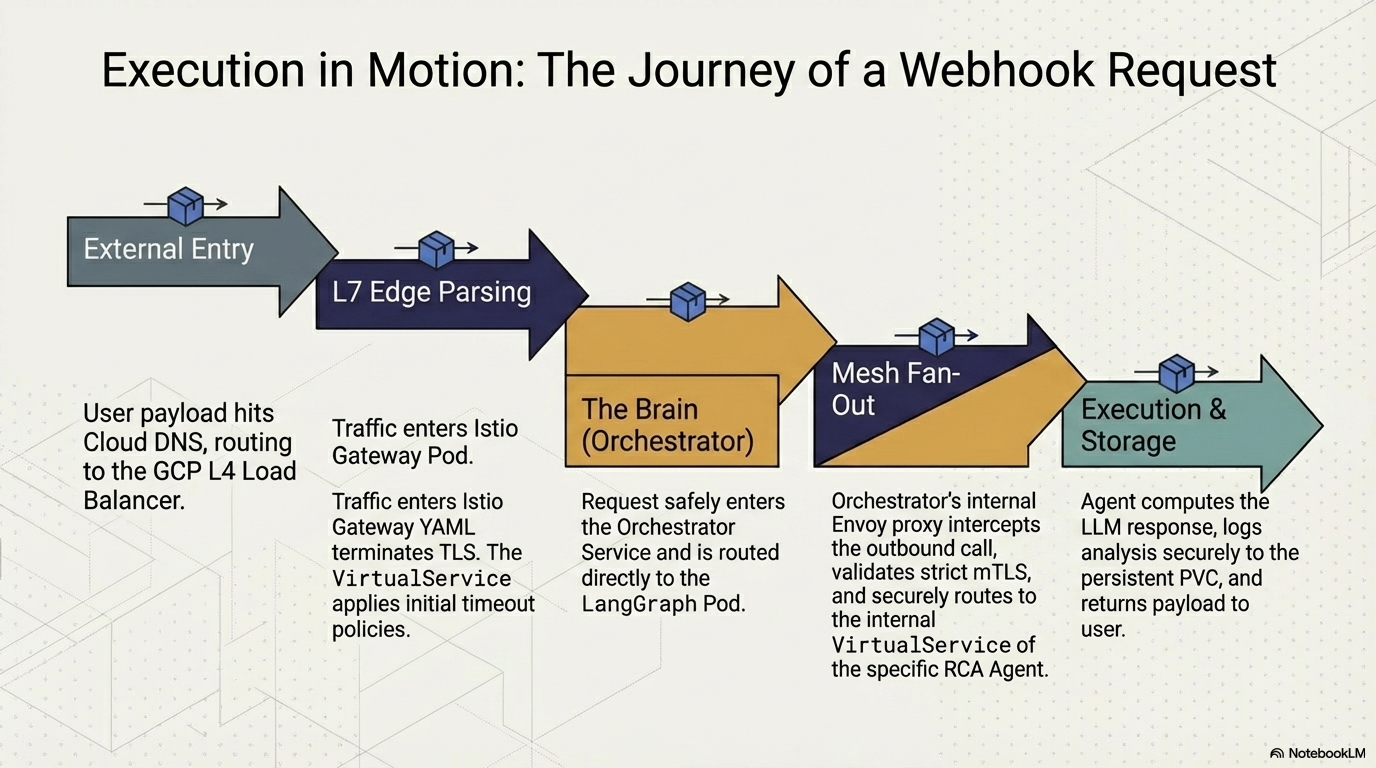 Execution in Motion: The Journey of a Webhook Request
External Entry
User payload hits
Cloud DNS, routing
to the GCP L4 Load
Balancer.
L7 Edge Parsing
Traffic enters Istio
Gateway Pod.
Traffic enters Istio
Gateway YAML
terminates TLS. The
VirtualService
applies initial timeout
policies.
The Brain
(Orchestrator)
Request safely enters
the Orchestrator
Service and is routed
directly to the
LangGraph Pod.
Mesh Fan-
Out
Orchestrator's internal
Envoy proxy intercepts
the outbound call,
validates strict mTLS,
and securely routes to
the internal
VirtualService of
the specific RCA Agent.
Execution &
Storage
Agent computes the
LLM response, logs
analysis securely to the
persistent PVC, and
returns payload to
user.
NotebookLM